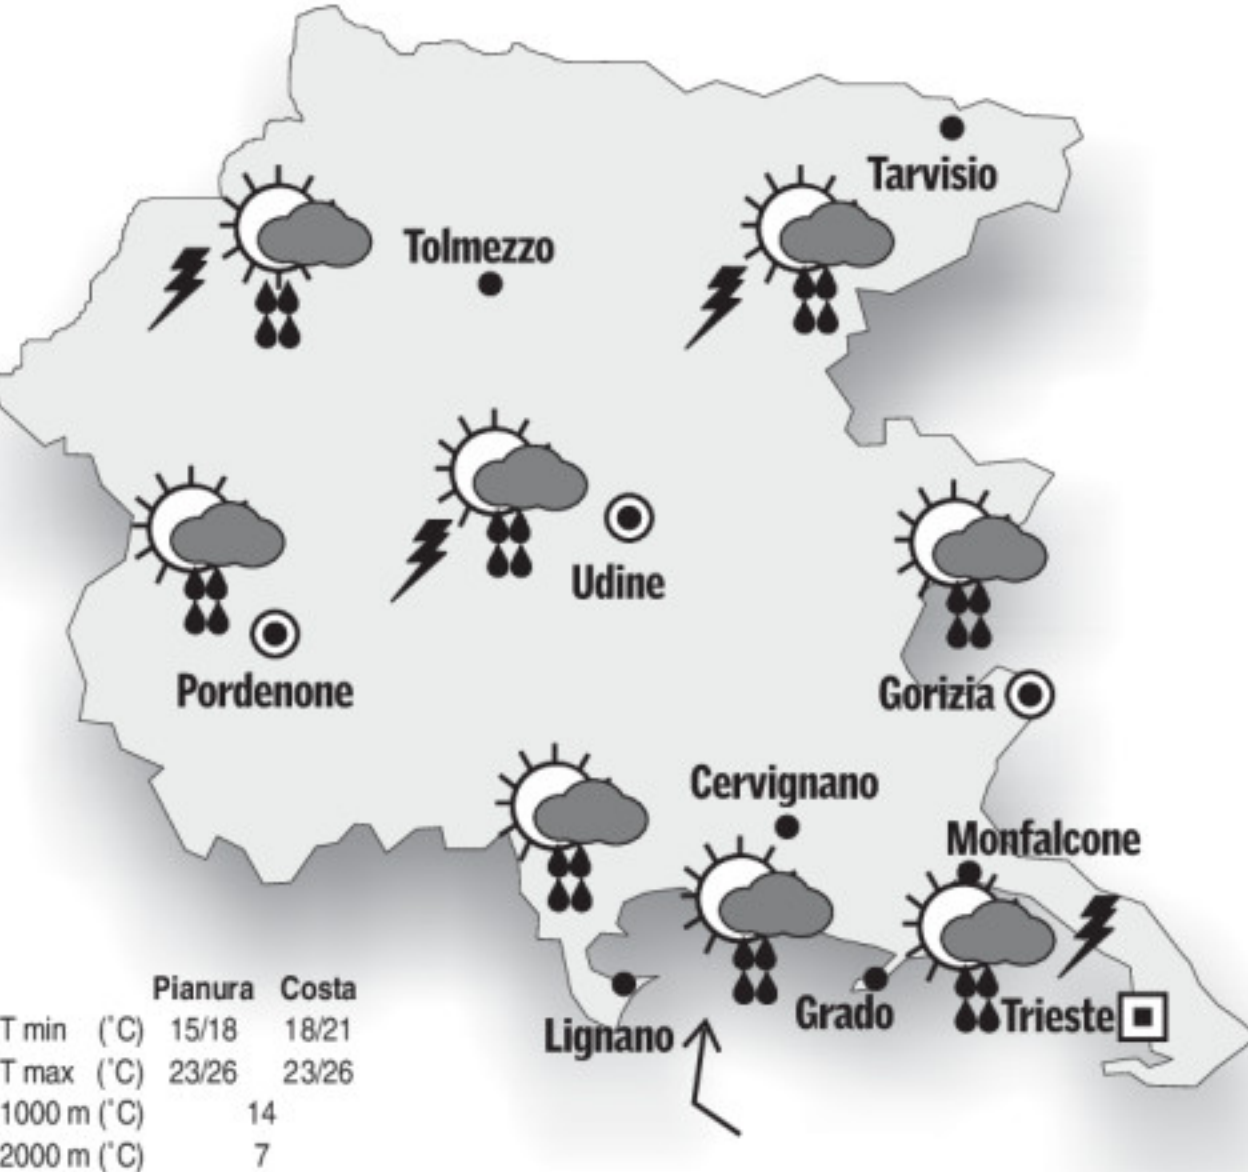 Tarvisio
Tolmezzo
Udine
Pordenone
Gorizia
Cervignano
Monfalcone
Pianura Costa
Grado
Trieste
Lignano
T min (˚C) 15/18 18/21
T max (˚C) 23/26 23/26
1000 m (˚C) 14
2000 m (˚C) 7